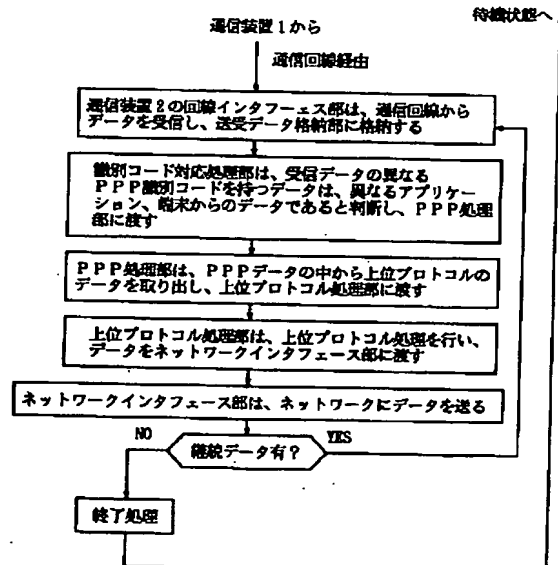 待機状態へ
通信装置1から
通信回線経由
通信装置2の回線インタフェース部は、通信回線から
データを受信し、送受データ格納部に格納する
識別コード対応処理部は、受信データの異なる
PPP識別コードを持つデータは、異なるアプリケー
ション、端末からのデータであると判断し、PPP処理
部に渡す
PPP処理部は、PPPデータの中から上位プロトコルの
データを取り出し、上位プロトコル処理部に渡す
上位プロトコル処理部は、上位プロトコル処理を行い、
データをネットワークインタフェース部に渡す
ネットワークインタフェース部は、ネットワークにデータを送る
NO
継続データ有?
YES
終了処理